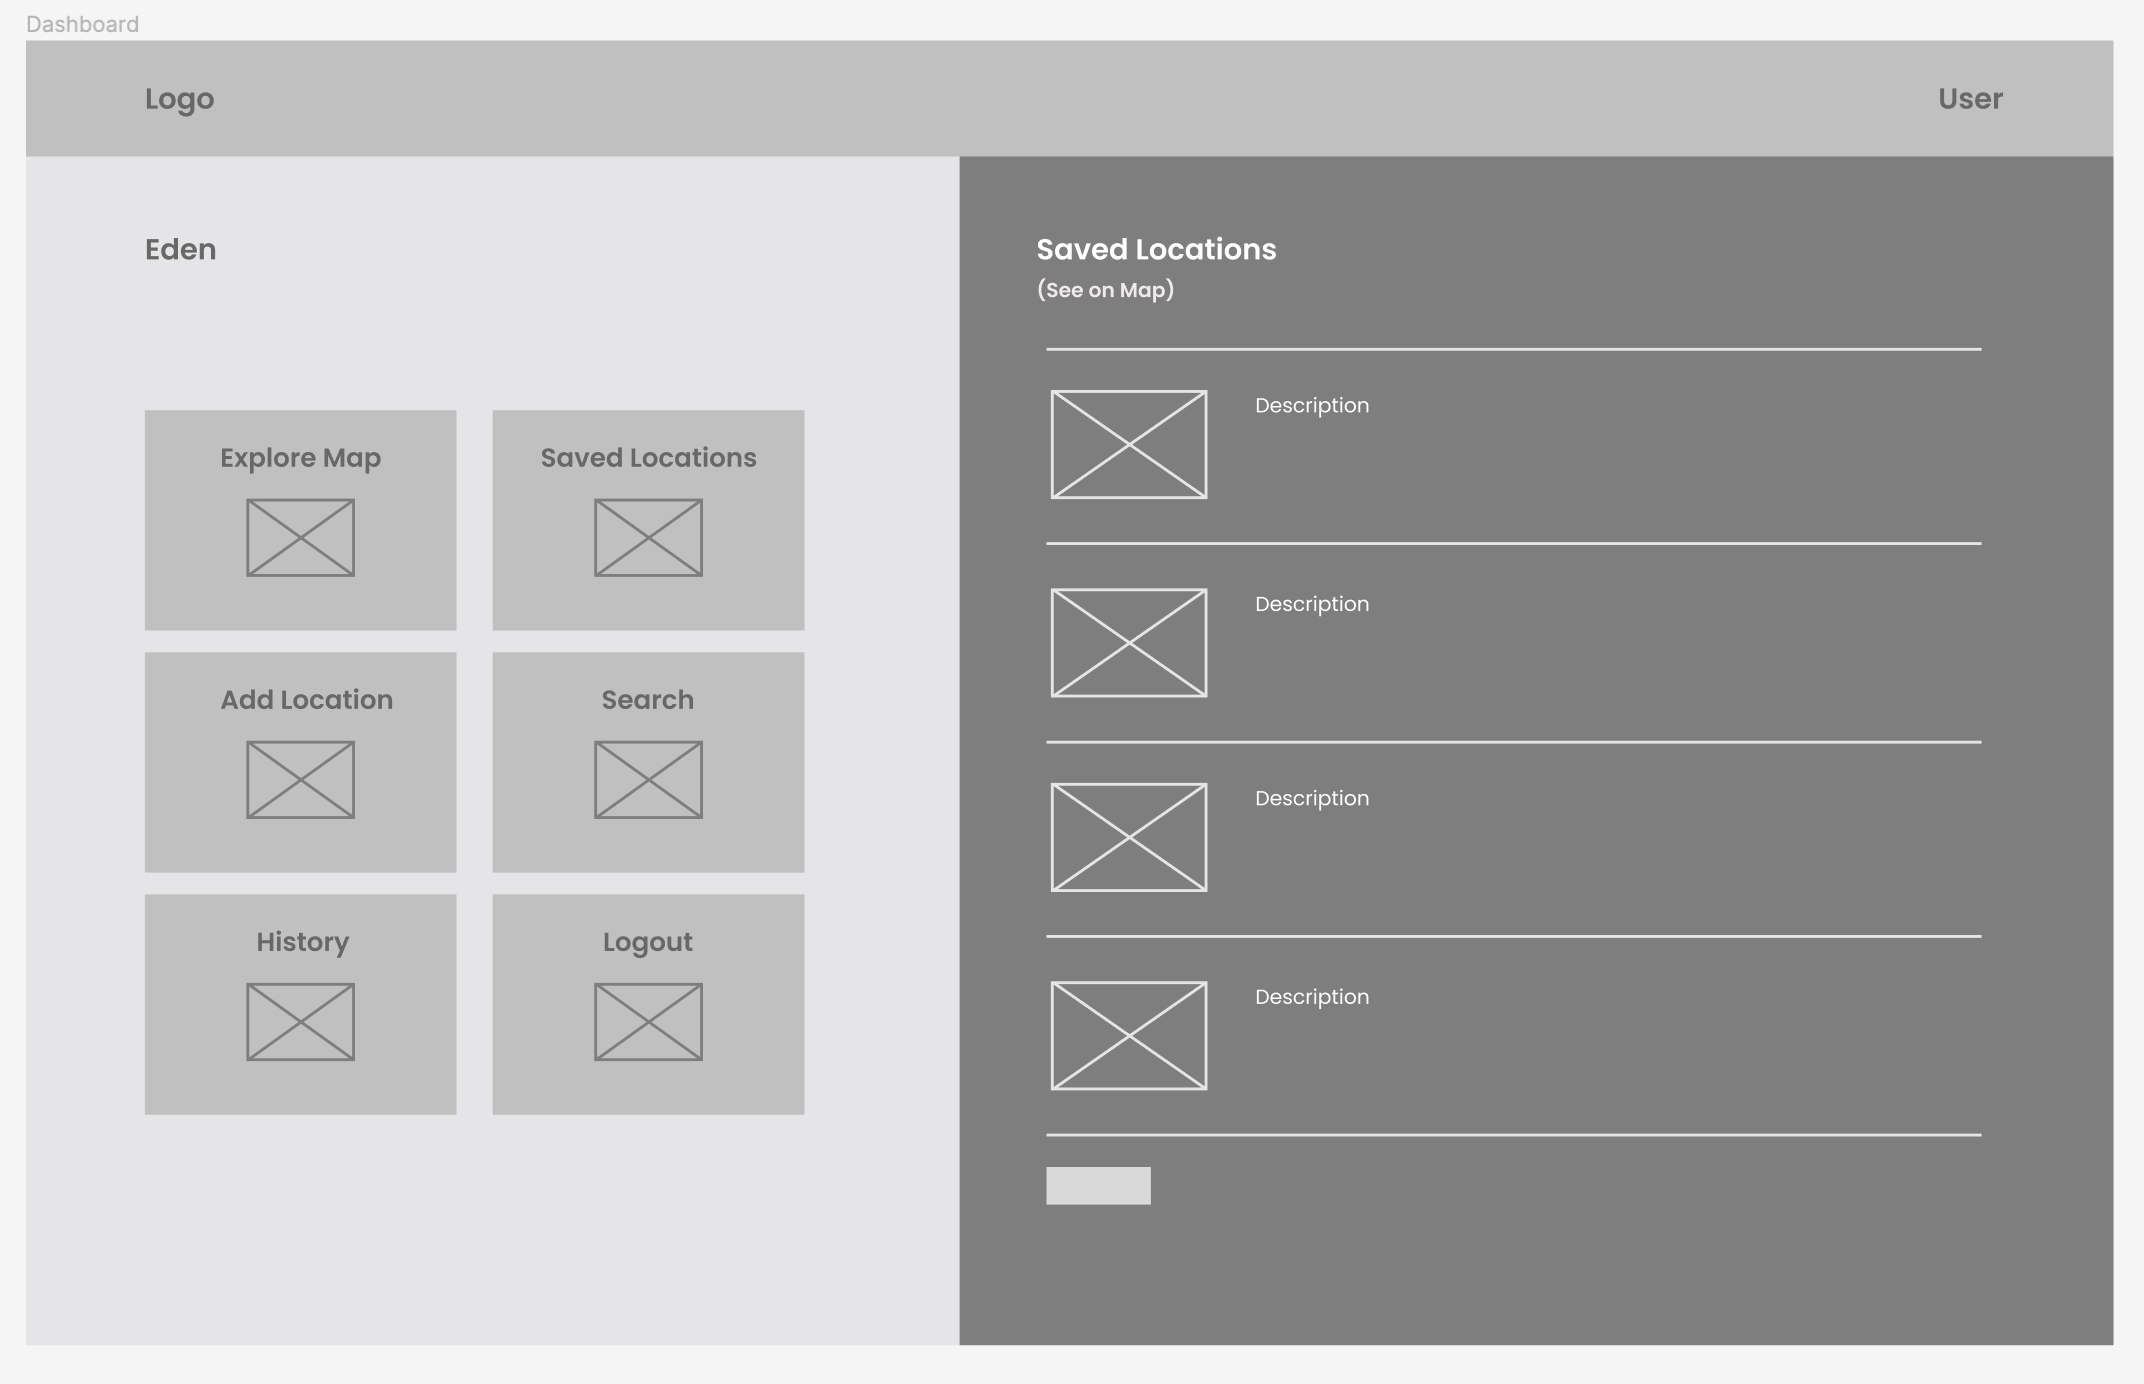 Dashboard
Logo
User
Eden
Explore Map
Saved Locations
Add Location
Search
History
Logout
Saved Locations
(See on Map)
Description
Description
Description
Description